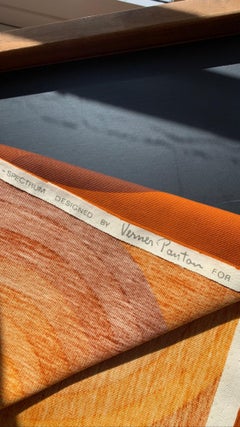 -SPECTRUM DESIGNED BY Verner Panton FOR